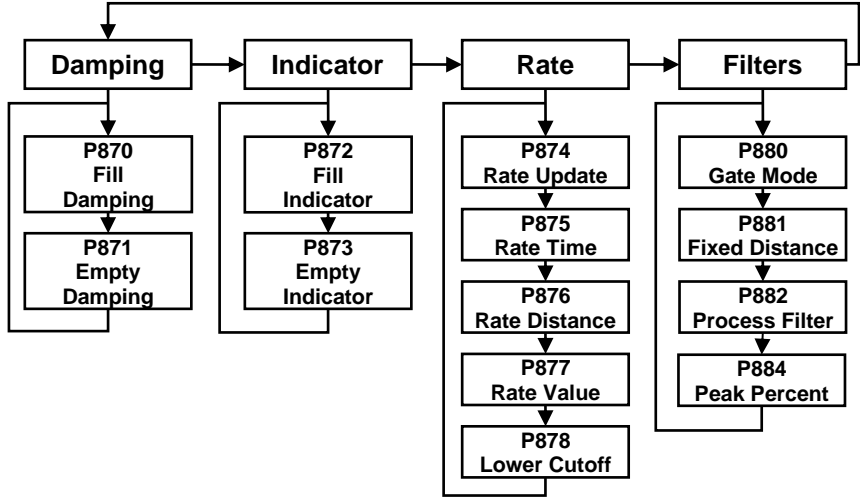 Damping
Indicator
Rate
Filters
P870
Fill
Damping
P871
Empty
Damping
P872
Fill
Indicator
P873
Empty
Indicator
P874
Rate Update
P875
Rate Time
P876
Rate Distance
P877
Rate Value
P878
Lower Cutoff
P880
Gate Mode
P881
Fixed Distance
P882
Process Filter
P884
Peak Percent